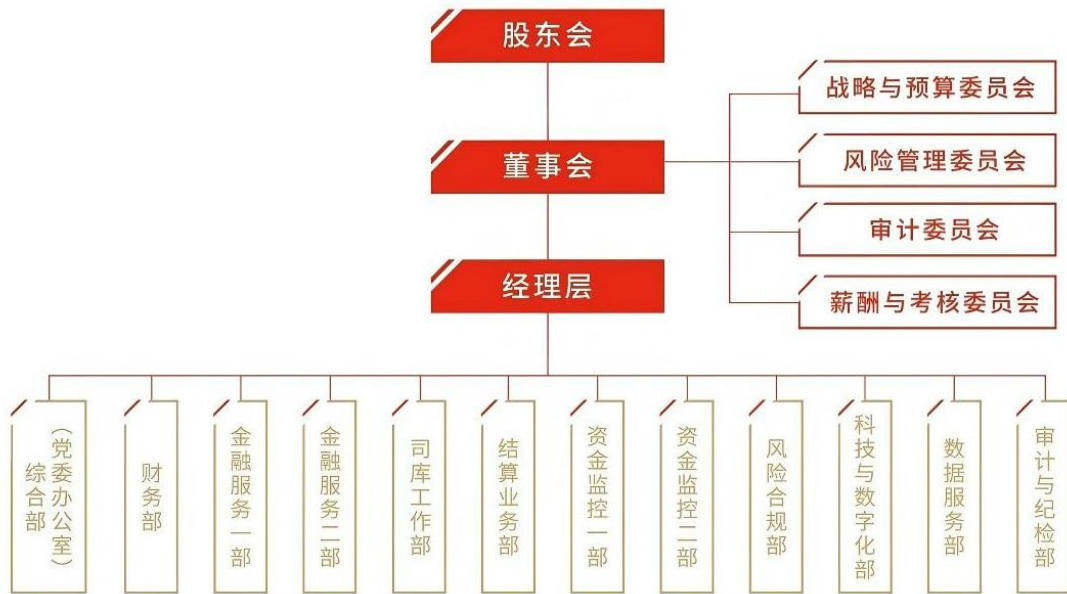 股东会
董事会
战略与预算委员会
风险管理委员会
审计委员会
薪酬与考核委员会
经理层
综合部
（党委办公室）
财务部
金融服务一部
金融服务二部
司库工作部
结算业务部
资金监控一部
资金监控二部
风险合规部
科技与数字化部
数据服务部
审计与纪检部